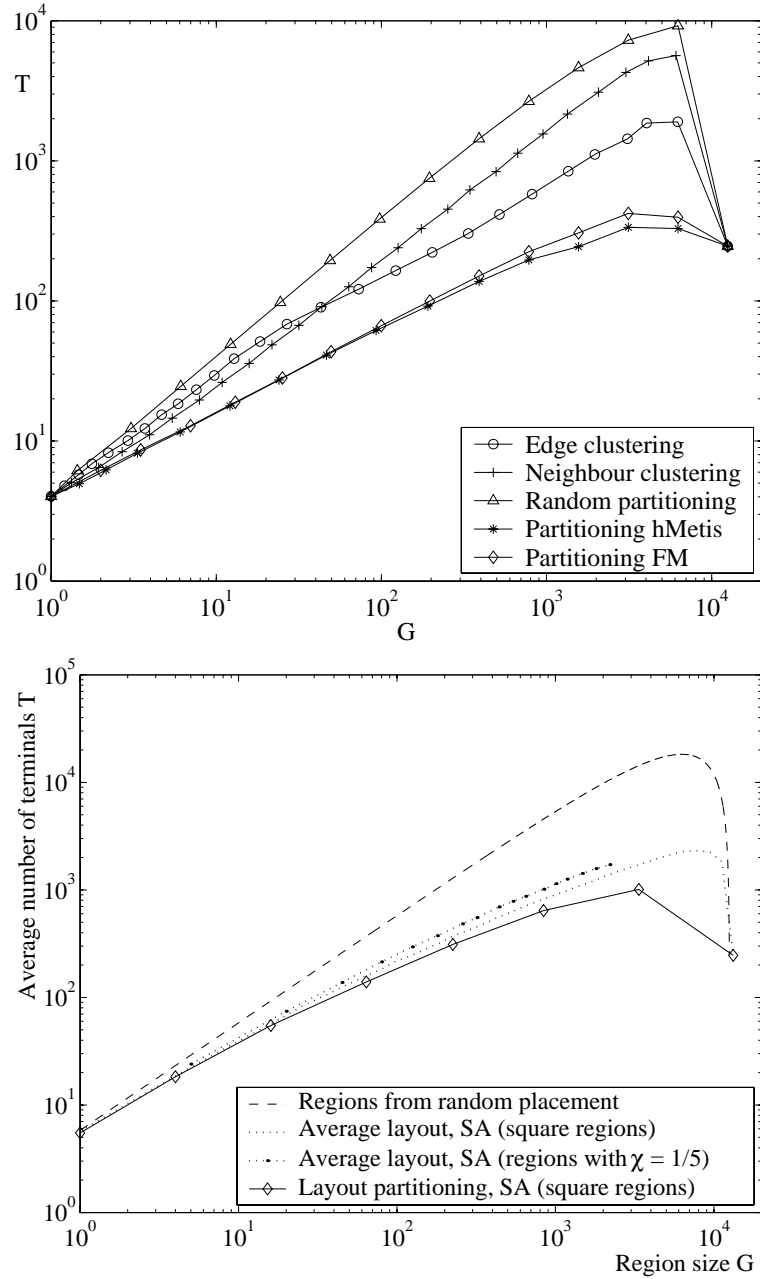 10^4
T
10^3
10^2
10^1
10^0
Edge clustering
Neighbour clustering
Random partitioning
Partitioning hMetis
Partitioning FM
10^0
10^1
10^2
10^3
10^4
G
10^5
10^4
10^3
10^2
10^1
10^0
Average number of terminals T
Regions from random placement
Average layout, SA (square regions)
Average layout, SA (regions with χ = 1/5)
Layout partitioning, SA (square regions)
10^0
10^1
10^2
10^3
10^4
Region size G